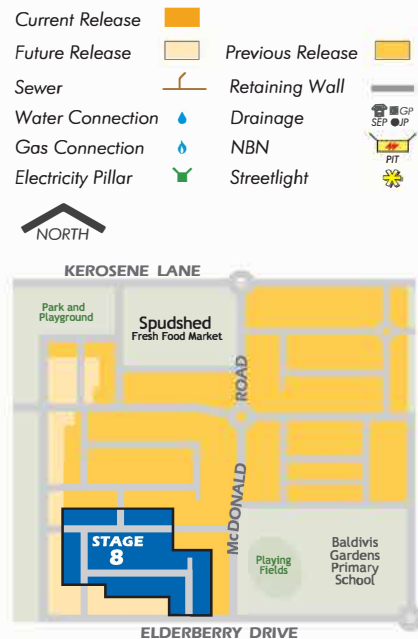 Current Release
Future Release Previous Release
Sewer Retaining Wall
Water Connection Drainage
GP
SEP JP
Gas Connection NBN
PIT
Electricity Pillar Streetlight
NORTH
KEROSENE LANE
Park and
Playground
Spudshed
Fresh Food Market
McDONALD ROAD
STAGE
8
Playing
Fields
Baldivis
Gardens
Primary
School
ELDERBERRY DRIVE